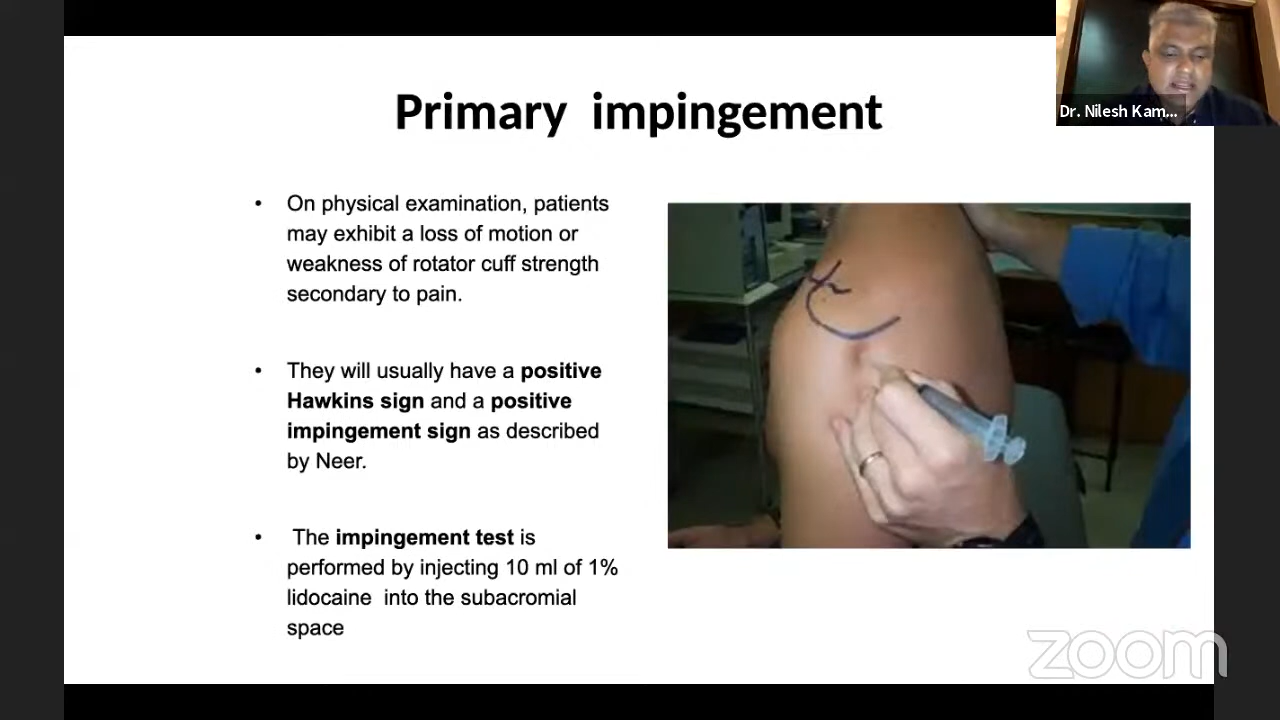 Primary impingement
Dr. Nilesh Kam...
• On physical examination, patients
may exhibit a loss of motion or
weakness of rotator cuff strength
secondary to pain.
• They will usually have a positive
Hawkins sign and a positive
impingement sign as described
by Neer.
• The impingement test is
performed by injecting 10 ml of 1%
lidocaine into the subacromial
space
zoom